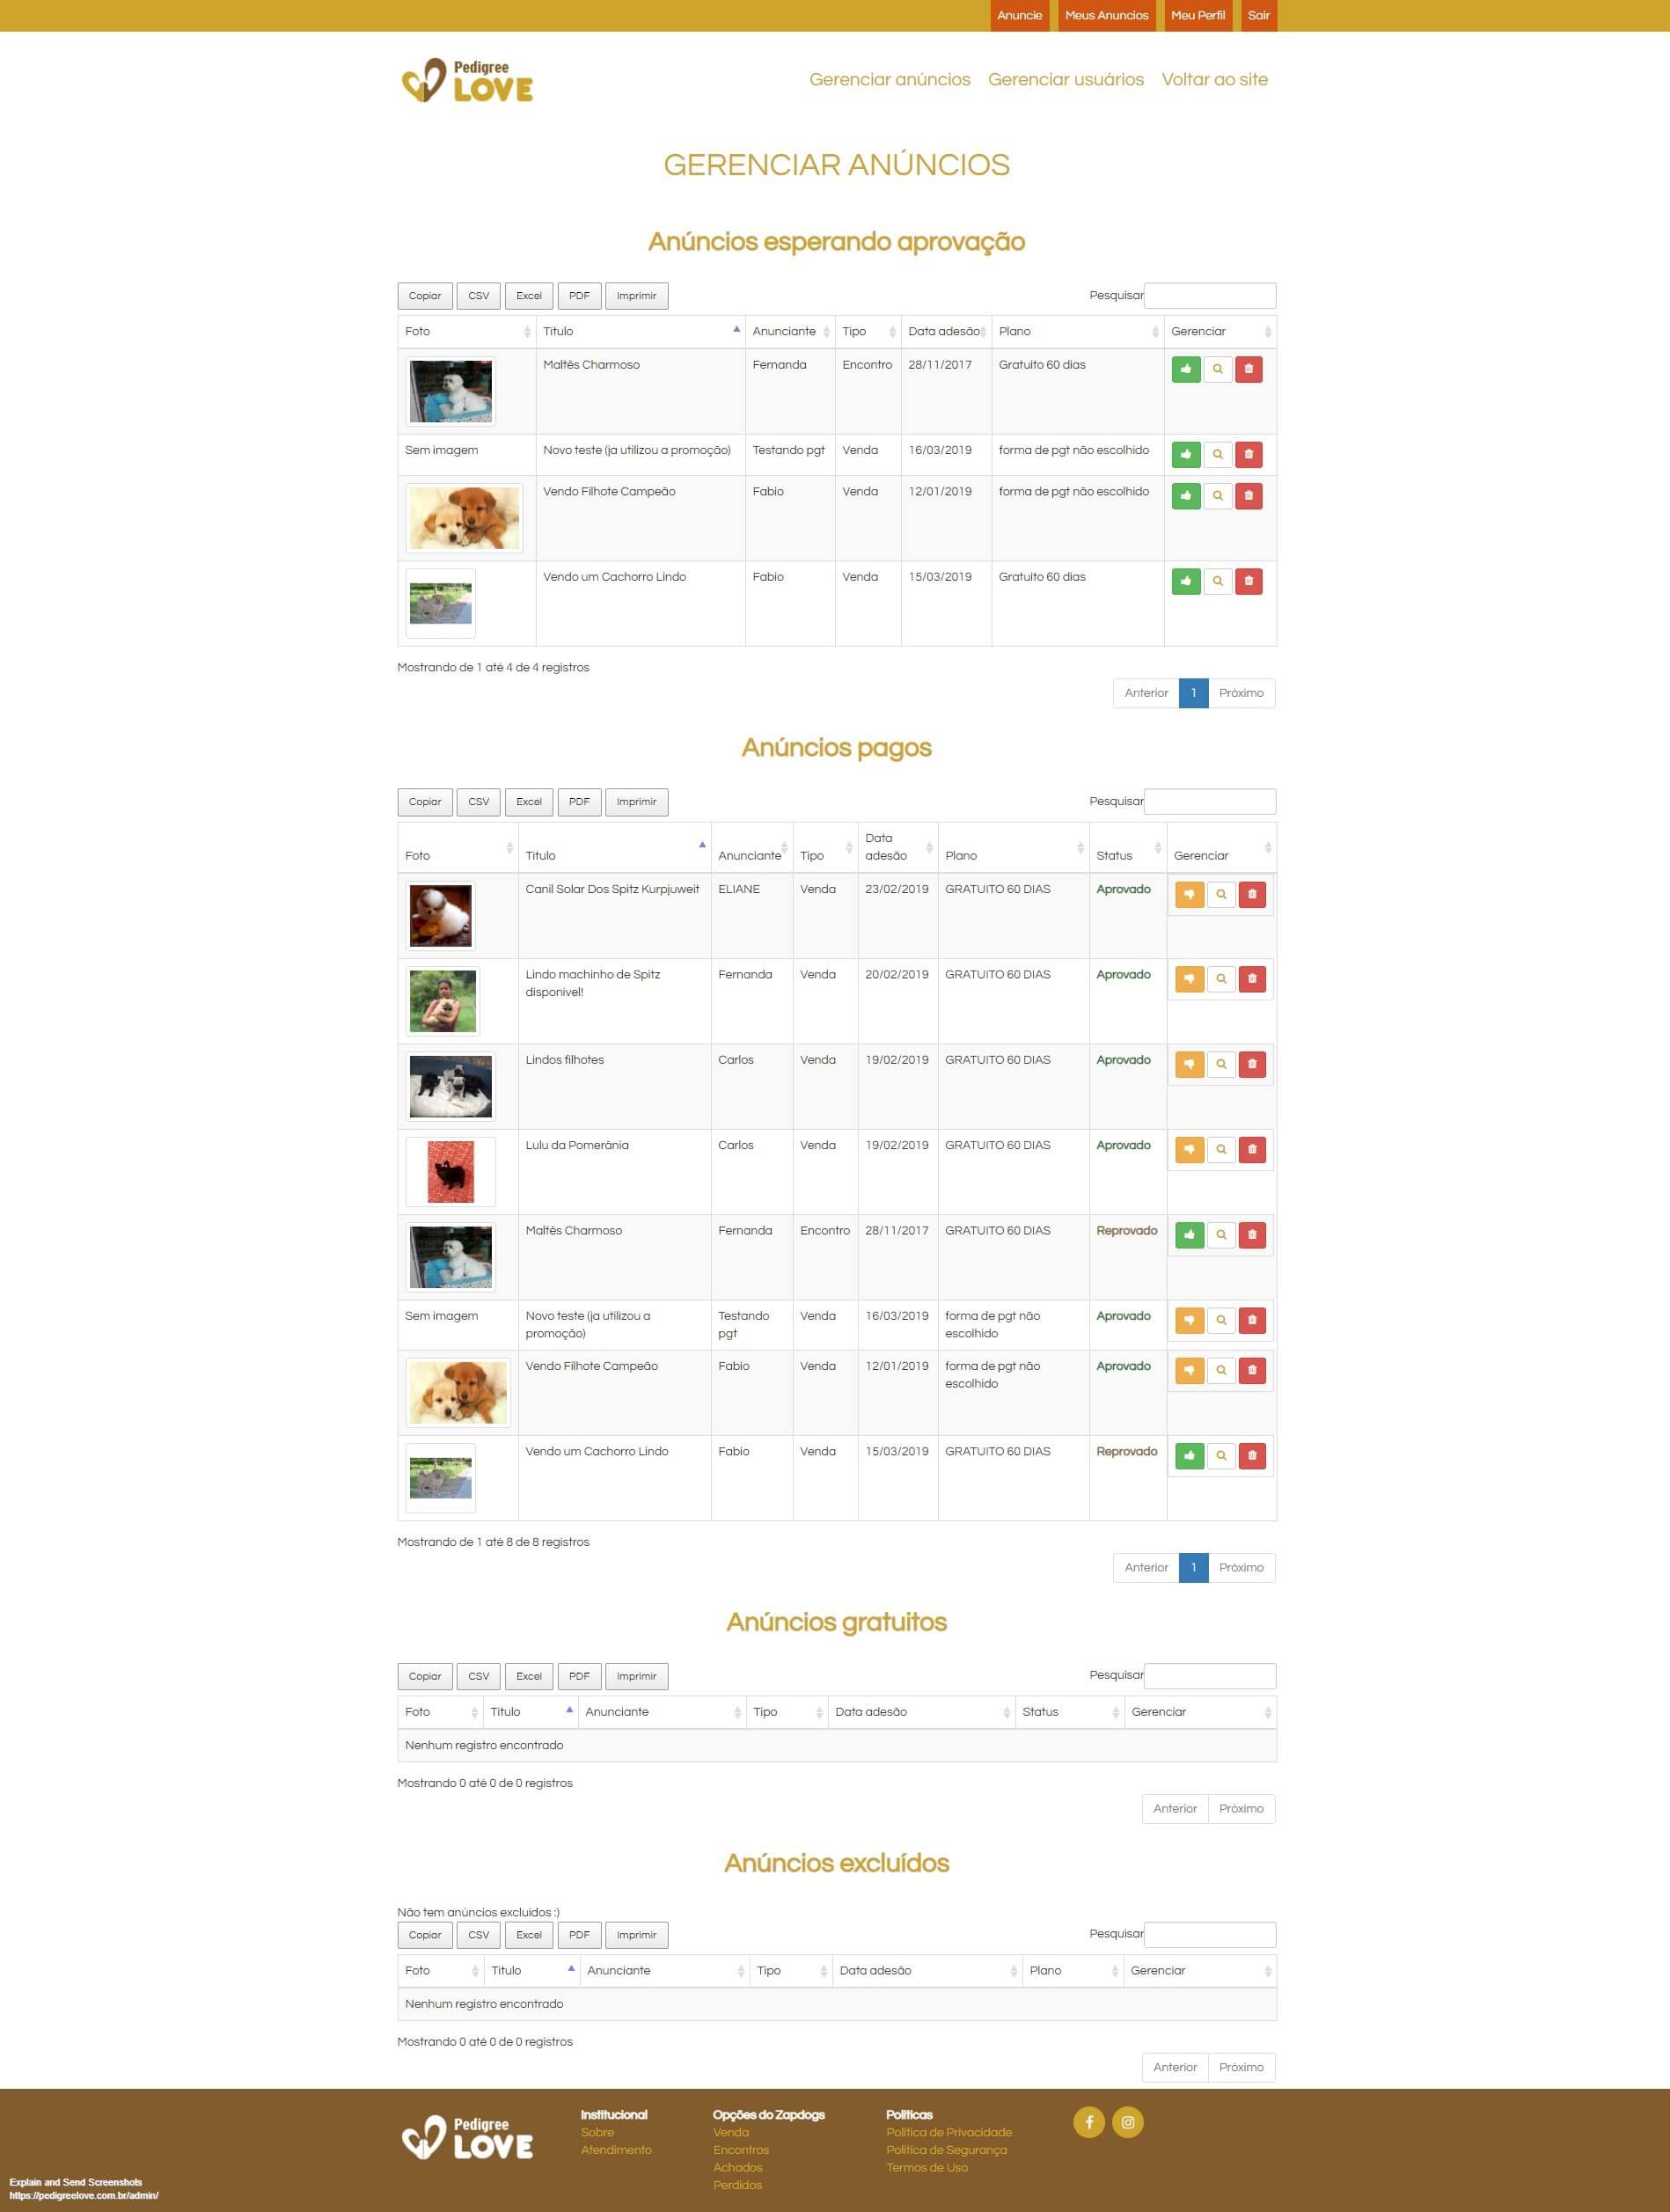 Anuncie Meus Anuncios Meu Perfil Sair
Pedigree
LOVE
Gerenciar anúncios Gerenciar usuários Voltar ao site
GERENCIAR ANÚNCIOS
Anúncios esperando aprovação
Copiar CSV Excel PDF Imprimir Pesquisar
Foto Título Anunciante Tipo Data adesão Plano Gerenciar
Maltês Charmoso Fernanda Encontro 28/11/2017 Gratuito 60 dias
Sem imagem Novo teste (ja utilizou a promoção) Testando pgt Venda 16/03/2019 forma de pgt não escolhido
Vendo Filhote Campeão Fabio Venda 12/01/2019 forma de pgt não escolhido
Vendo um Cachorro Lindo Fabio Venda 15/03/2019 Gratuito 60 dias
Mostrando de 1 até 4 de 4 registros
Anterior 1 Próximo
Anúncios pagos
Copiar CSV Excel PDF Imprimir Pesquisar
Foto Título Anunciante Tipo Data adesão Plano Status Gerenciar
Canil Solar Dos Spitz Kurpjuweit ELIANE Venda 23/02/2019 GRATUITO 60 DIAS Aprovado
Lindo machinho de Spitz Fernanda Venda 20/02/2019 GRATUITO 60 DIAS Aprovado
disponivel!
Lindos filhotes Carlos Venda 19/02/2019 GRATUITO 60 DIAS Aprovado
Lulu da Pomerânia Carlos Venda 19/02/2019 GRATUITO 60 DIAS Aprovado
Maltês Charmoso Fernanda Encontro 28/11/2017 GRATUITO 60 DIAS Reprovado
Sem imagem Novo teste (ja utilizou a Testando Venda 16/03/2019 forma de pgt não Aprovado
promoção) pgt escolhido
Vendo Filhote Campeão Fabio Venda 12/01/2019 forma de pgt não Aprovado
escolhido
Vendo um Cachorro Lindo Fabio Venda 15/03/2019 GRATUITO 60 DIAS Reprovado
Mostrando de 1 até 8 de 8 registros
Anterior 1 Próximo
Anúncios gratuitos
Copiar CSV Excel PDF Imprimir Pesquisar
Foto Título Anunciante Tipo Data adesão Status Gerenciar
Nenhum registro encontrado
Mostrando 0 até 0 de 0 registros
Anterior Próximo
Anúncios excluídos
Não tem anúncios excluídos :)
Copiar CSV Excel PDF Imprimir Pesquisar
Foto Título Anunciante Tipo Data adesão Plano Gerenciar
Nenhum registro encontrado
Mostrando 0 até 0 de 0 registros
Anterior Próximo
Pedigree
LOVE
Institucional Opções do Zapdogs Políticas
Sobre Venda Política de Privacidade
Atendimento Encontros Política de Segurança
Achados Termos de Uso
Perdidos
Explain and Send Screenshots
https://pedigreelove.com.br/admin/